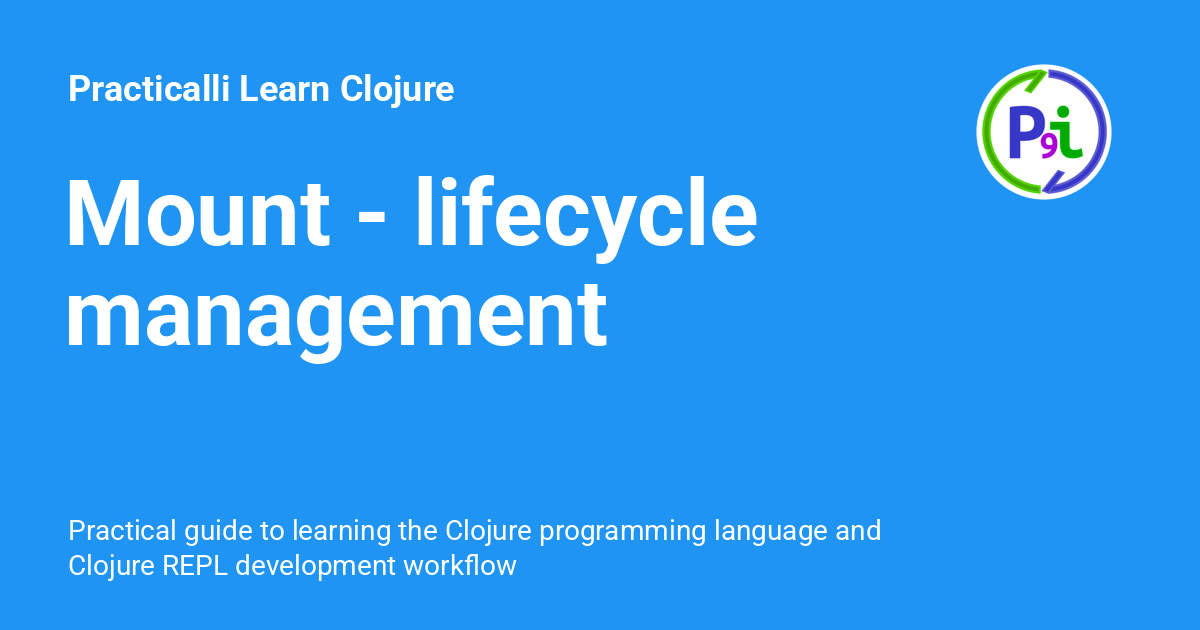 Practicalli Learn Clojure
P9i
Mount - lifecycle
management
Practical guide to learning the Clojure programming language and
Clojure REPL development workflow